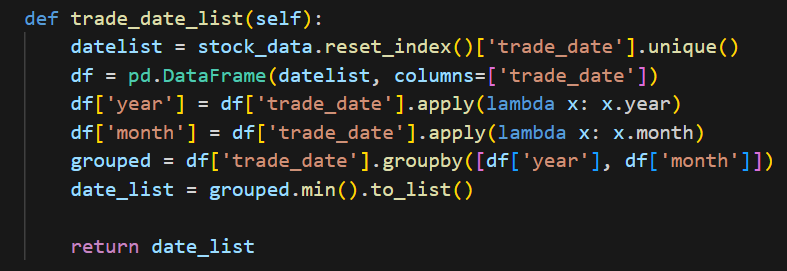 def trade_date_list(self):
    datelist = stock_data.reset_index()['trade_date'].unique()
    df = pd.DataFrame(datelist, columns=['trade_date'])
    df['year'] = df['trade_date'].apply(lambda x: x.year)
    df['month'] = df['trade_date'].apply(lambda x: x.month)
    grouped = df['trade_date'].groupby([df['year'], df['month']])
    date_list = grouped.min().to_list()

    return date_list